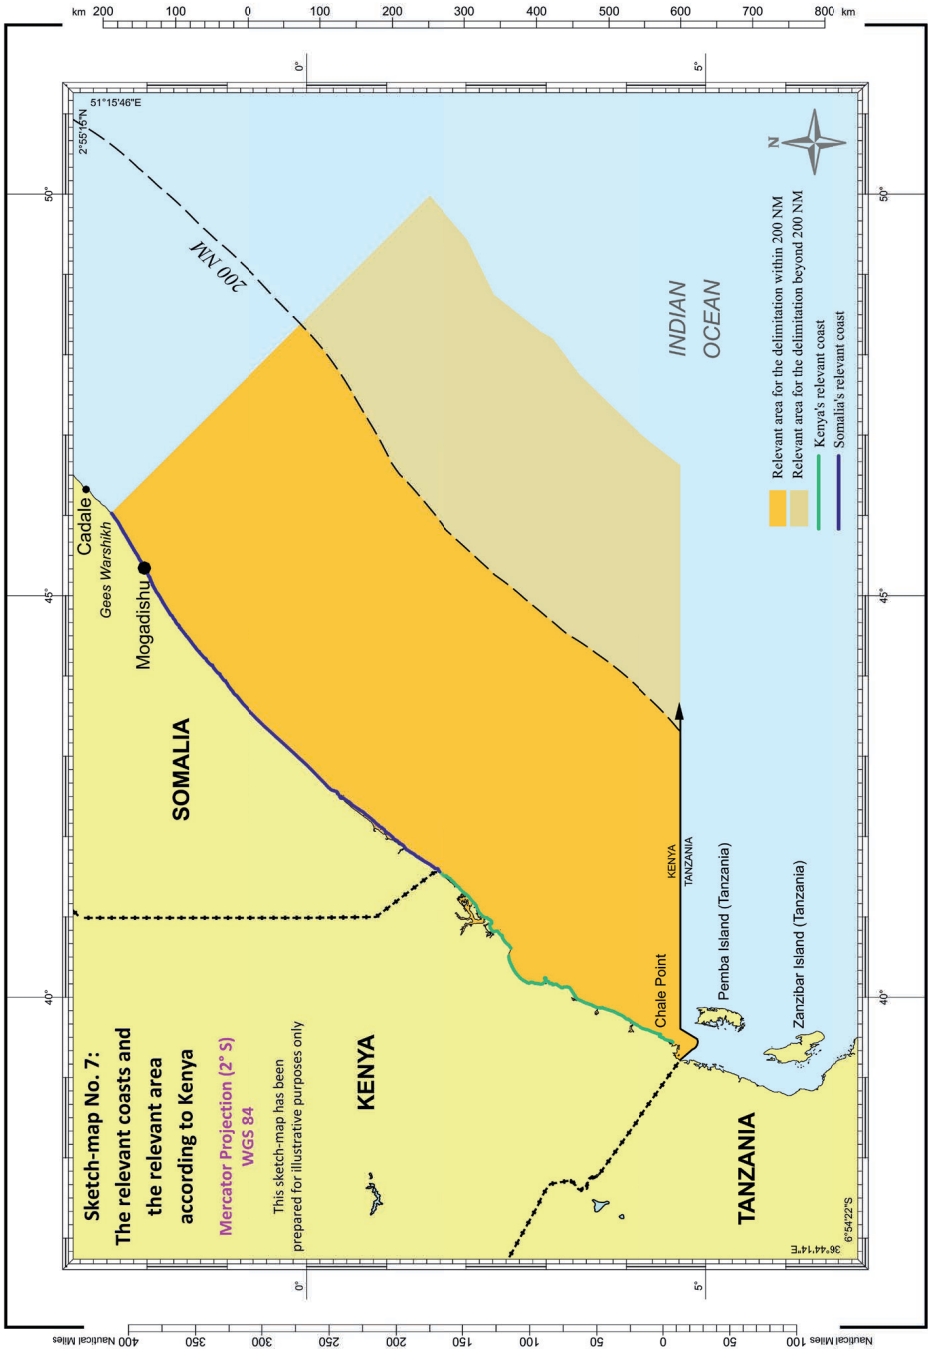 Sketch-map No. 7:
The relevant coasts and
the relevant area
according to Kenya
Mercator Projection (2° S)
WGS 84
This sketch-map has been
prepared for illustrative purposes only
km 200 100 0 100 200 300 400 500 600 700 800 km
Nautical Miles 400 350 300 250 200 150 100 50 0 50 100 Nautical Miles
0°
5°
0°
5°
40°
45°
50°
40°
45°
50°
51°15'46"E
2°55'15"N
36°44'14"E
6°54'22"S
200 NM
Cadale
Gees Warshikh
Mogadishu
SOMALIA
KENYA
TANZANIA
KENYA
TANZANIA
Chale Point
Pemba Island (Tanzania)
Zanzibar Island (Tanzania)
INDIAN
OCEAN
N
Relevant area for the delimitation within 200 NM
Relevant area for the delimitation beyond 200 NM
Kenya's relevant coast
Somalia's relevant coast